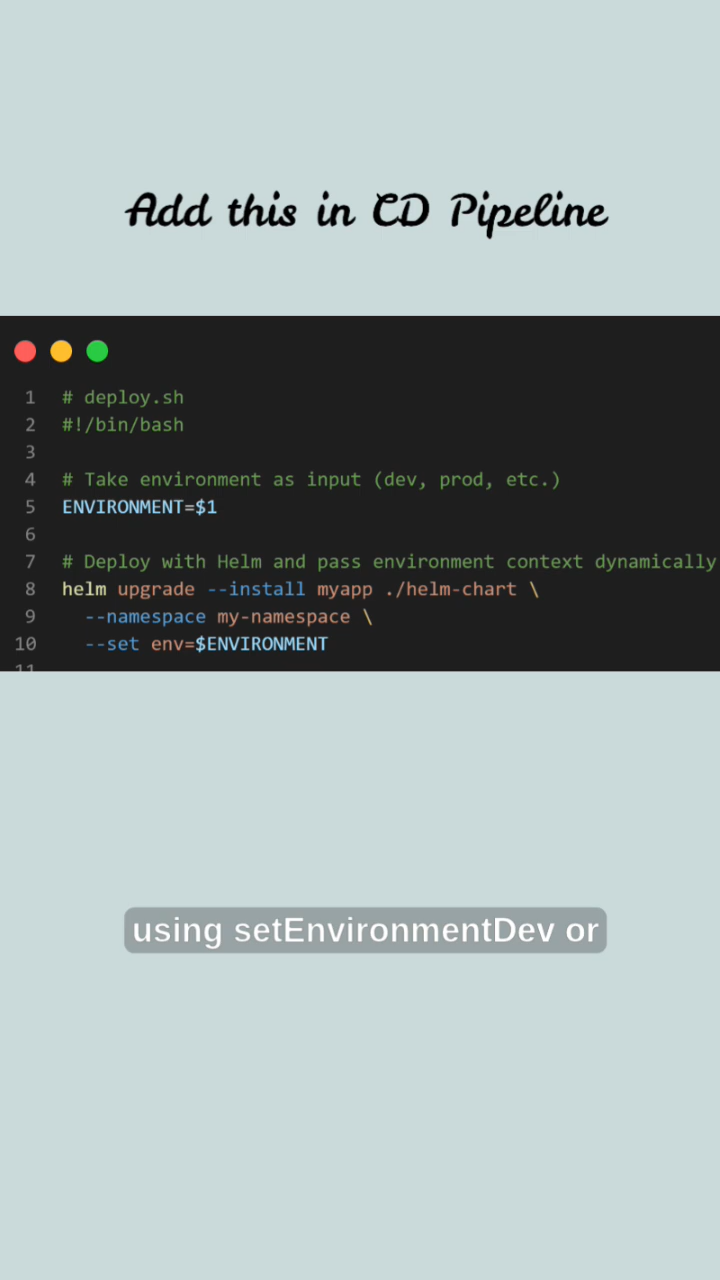 Add this in CD Pipeline
1 # deploy.sh
2 #!/bin/bash
3
4 # Take environment as input (dev, prod, etc.)
5 ENVIRONMENT=$1
6
7 # Deploy with Helm and pass environment context dynamically
8 helm upgrade --install myapp ./helm-chart \
9 --namespace my-namespace \
10 --set env=$ENVIRONMENT
11
using setEnvironmentDev or